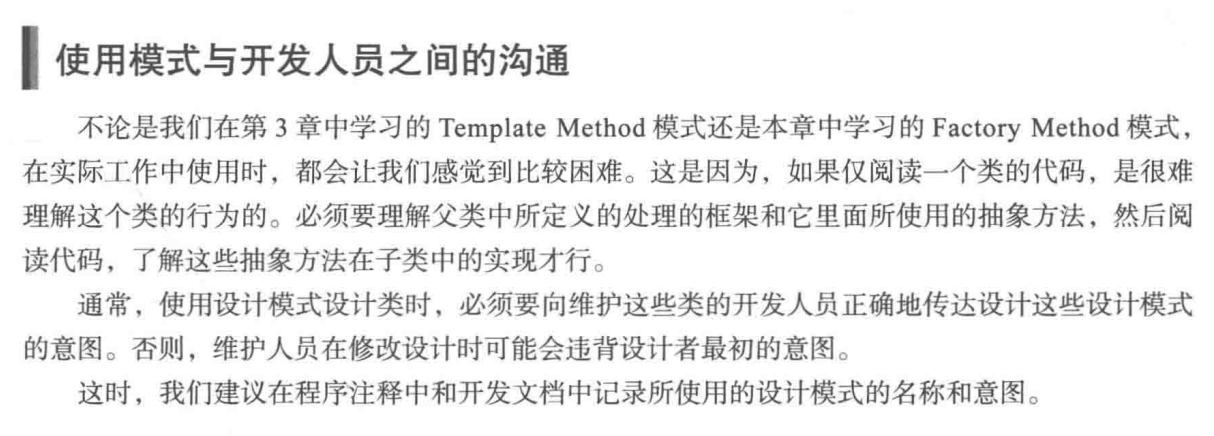 使用模式与开发人员之间的沟通
不论是我们在第 3 章中学习的 Template Method 模式还是本章中学习的 Factory Method 模式，
在实际工作中使用时，都会让我们感觉到比较困难。这是因为，如果仅阅读一个类的代码，是很难
理解这个类的行为的。必须要理解父类中所定义的处理的框架和它里面所使用的抽象方法，然后阅
读代码，了解这些抽象方法在子类中的实现才行。
通常，使用设计模式设计类时，必须要向维护这些类的开发人员正确地传达设计这些设计模式
的意图。否则，维护人员在修改设计时可能会违背设计者最初的意图。
这时，我们建议在程序注释中和开发文档中记录所使用的设计模式的名称和意图。